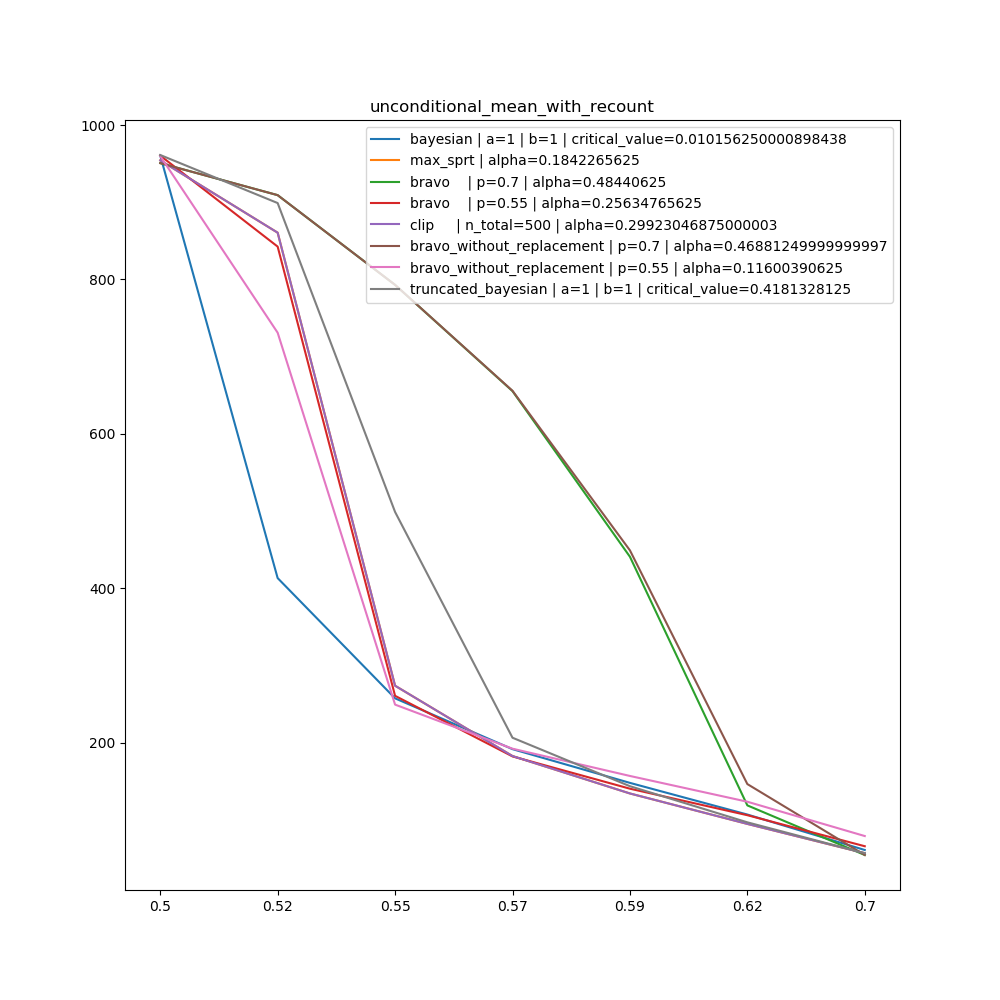 unconditional_mean_with_recount
1000
800
600
400
200
bayesian | a=1 | b=1 | critical_value=0.010156250000898438
max_sprt | alpha=0.1842265625
bravo    | p=0.7 | alpha=0.48440625
bravo    | p=0.55 | alpha=0.25634765625
clip     | n_total=500 | alpha=0.29923046875000003
bravo_without_replacement | p=0.7 | alpha=0.46881249999999997
bravo_without_replacement | p=0.55 | alpha=0.11600390625
truncated_bayesian | a=1 | b=1 | critical_value=0.4181328125
0.5 0.52 0.55 0.57 0.59 0.62 0.7